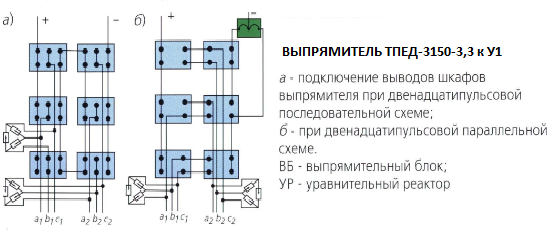 а)
+
−
б)
+
=
ВЫПРЯМИТЕЛЬ ТПЕД-3150-3,3 к У1
а - подключение выводов шкафов
выпрямителя при двенадцатипульсовой
последовательной схеме;
б - при двенадцатипульсовой параллельной
схеме.
ВБ - выпрямительный блок;
УР - уравнительный реактор
a1 b1 c1 a2 b2 c2
a1 b1 c1 a2 b2 c2